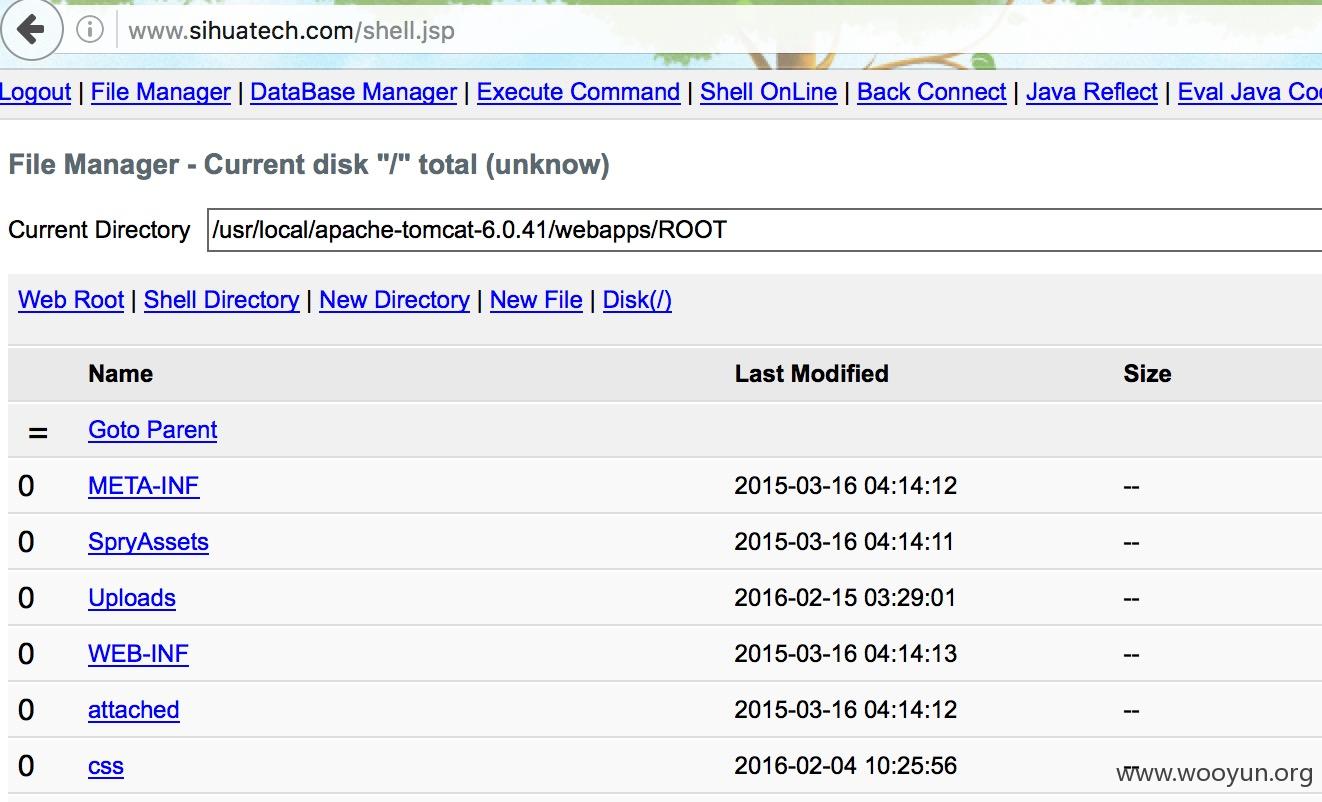 www.sihuatech.com/shell.jsp
Logout | File Manager | DataBase Manager | Execute Command | Shell OnLine | Back Connect | Java Reflect | Eval Java Co
File Manager - Current disk "/" total (unknow)
Current Directory /usr/local/apache-tomcat-6.0.41/webapps/ROOT
Web Root | Shell Directory | New Directory | New File | Disk(/)
Name Last Modified Size
= Goto Parent
0 META-INF 2015-03-16 04:14:12 --
0 SpryAssets 2015-03-16 04:14:11 --
0 Uploads 2016-02-15 03:29:01 --
0 WEB-INF 2015-03-16 04:14:13 --
0 attached 2015-03-16 04:14:12 --
0 css 2016-02-04 10:25:56 --
www.wooyun.org